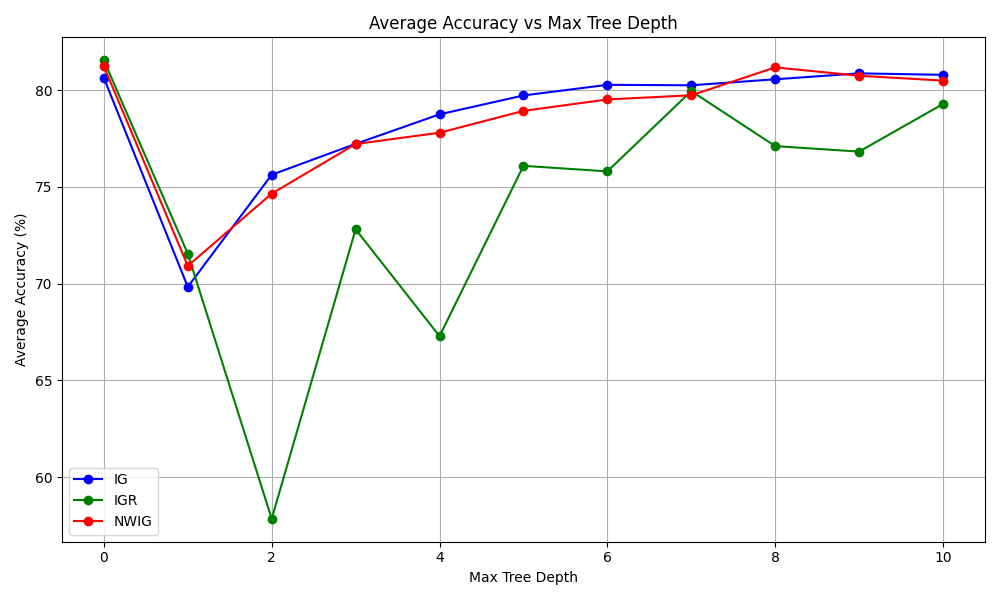 Average Accuracy vs Max Tree Depth
Average Accuracy (%)
80
75
70
65
60
IG
IGR
NWIG
0 2 4 6 8 10
Max Tree Depth